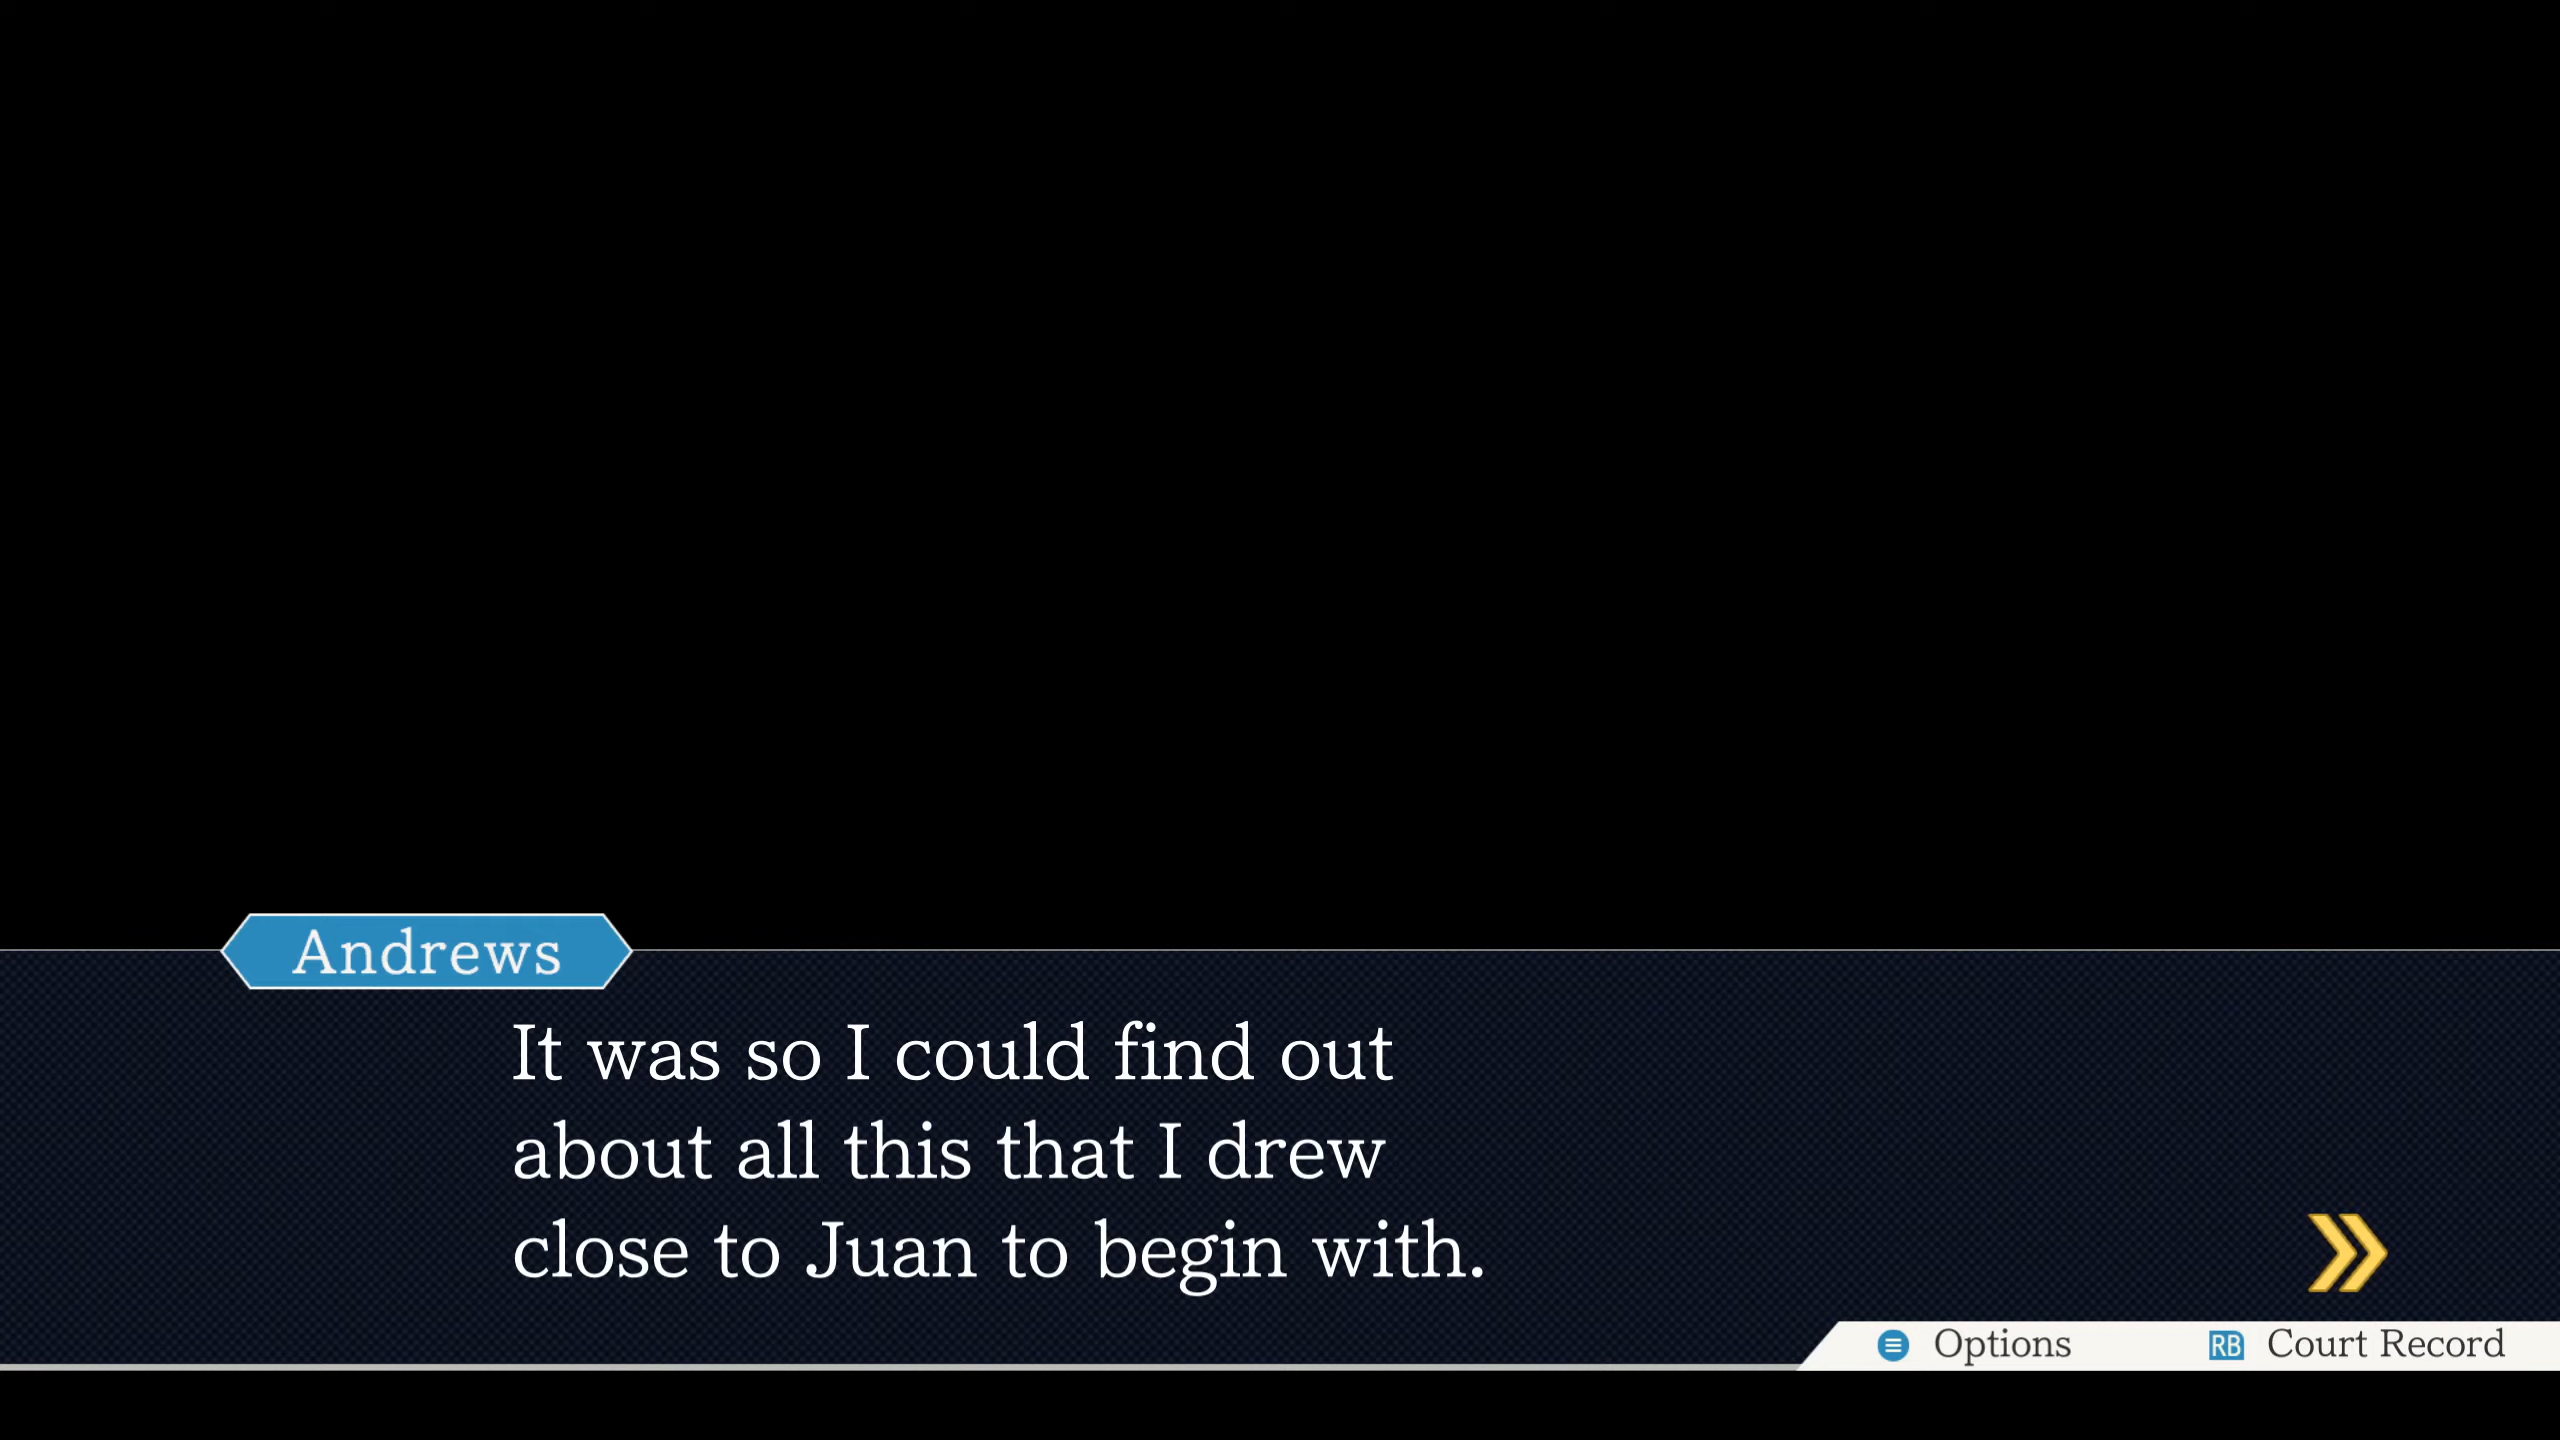 Andrews
It was so I could find out
about all this that I drew
close to Juan to begin with.
Options
RB Court Record